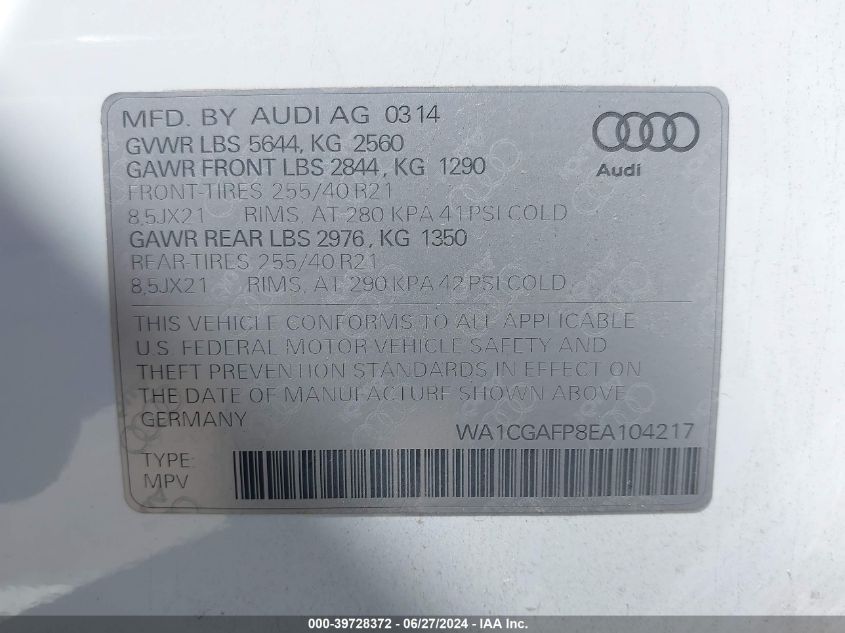 MFD. BY AUDI AG 0314
GVWR LBS 5644, KG 2560
GAWR FRONT LBS 2844, KG 1290
FRONT-TIRES 255/40 R21
8,5JX21 RIMS, AT 280 KPA 41 PSI COLD
GAWR REAR LBS 2976, KG 1350
REAR-TIRES 255/40 R21
8,5JX21 RIMS, AT 290 KPA 42 PSI COLD
Audi
THIS VEHICLE CONFORMS TO ALL APPLICABLE
U.S. FEDERAL MOTOR VEHICLE SAFETY AND
THEFT PREVENTION STANDARDS IN EFFECT ON
THE DATE OF MANUFACTURE SHOWN ABOVE
GERMANY
WA1CGAFP8EA104217
TYPE:
MPV
000-39728372 - 06/27/2024 - IAA Inc.